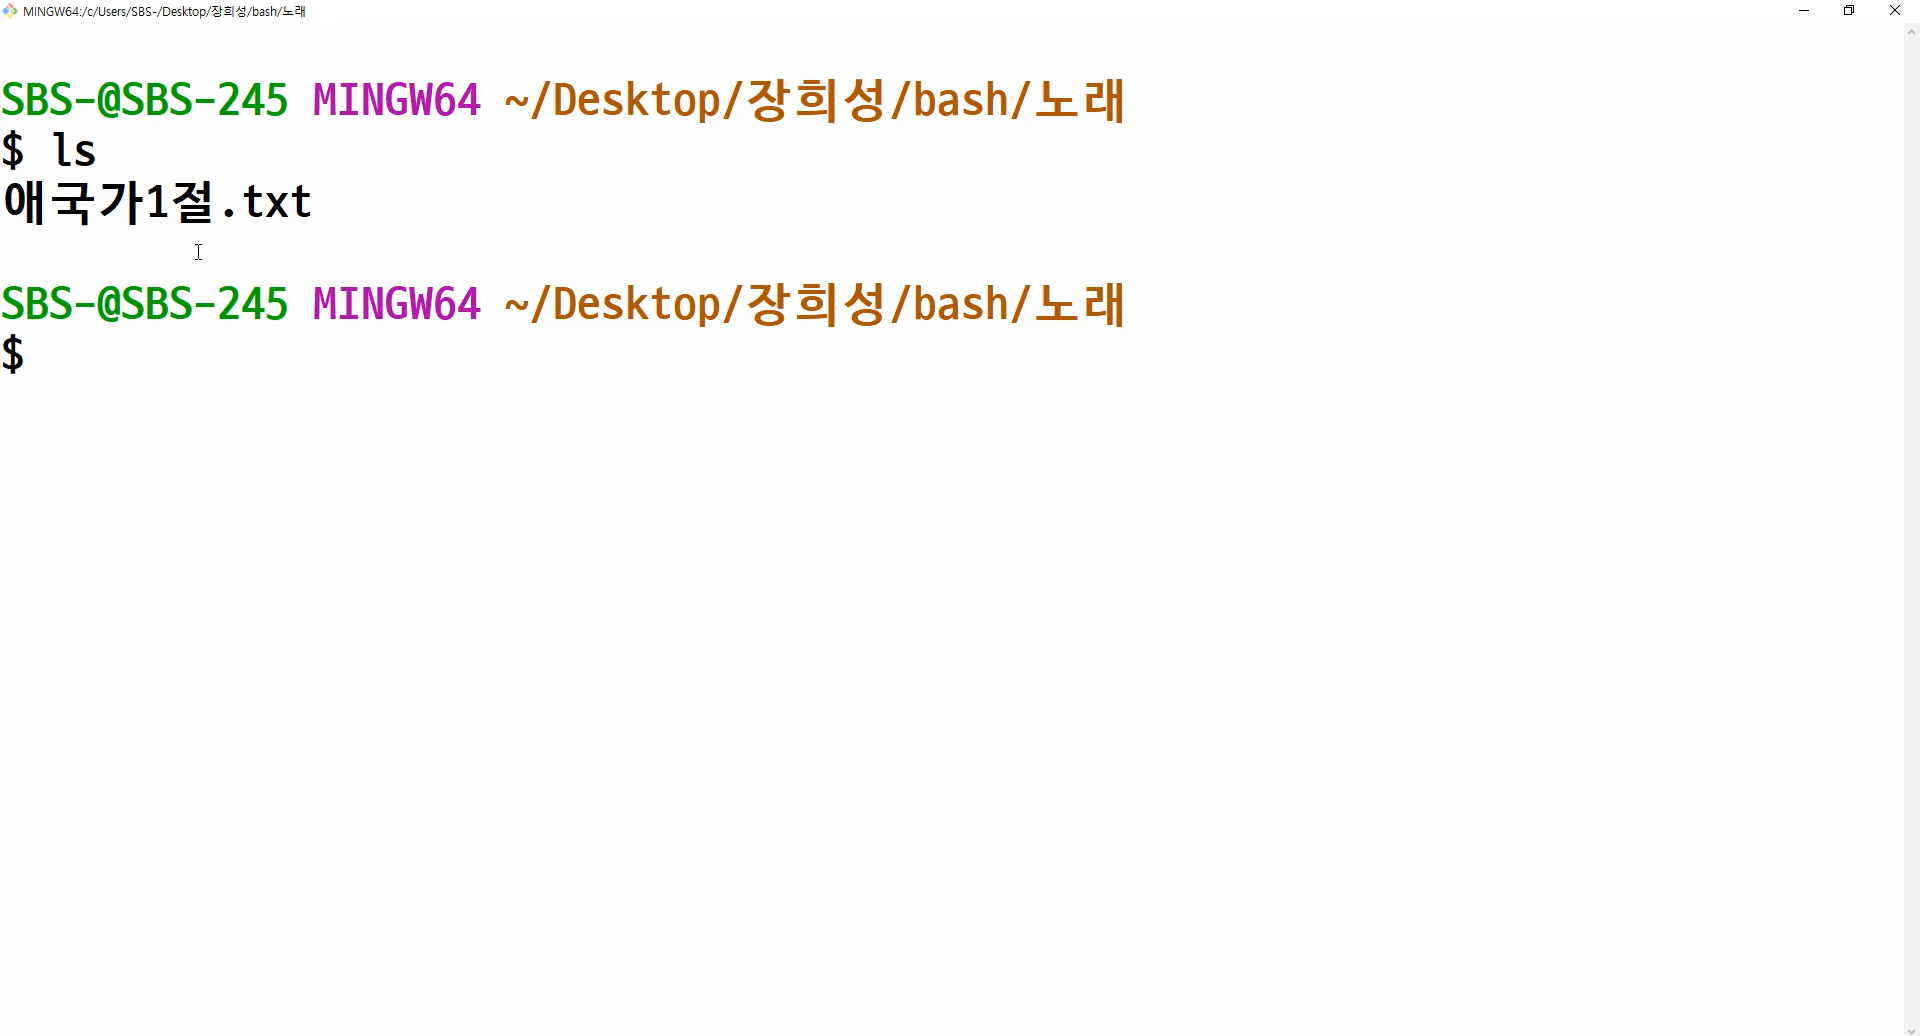 MINGW64:/c/Users/SBS-/Desktop/장희성/bash/노래
SBS-@SBS-245 MINGW64 ~/Desktop/장희성/bash/노래
$ ls
애국가1절.txt
SBS-@SBS-245 MINGW64 ~/Desktop/장희성/bash/노래
$